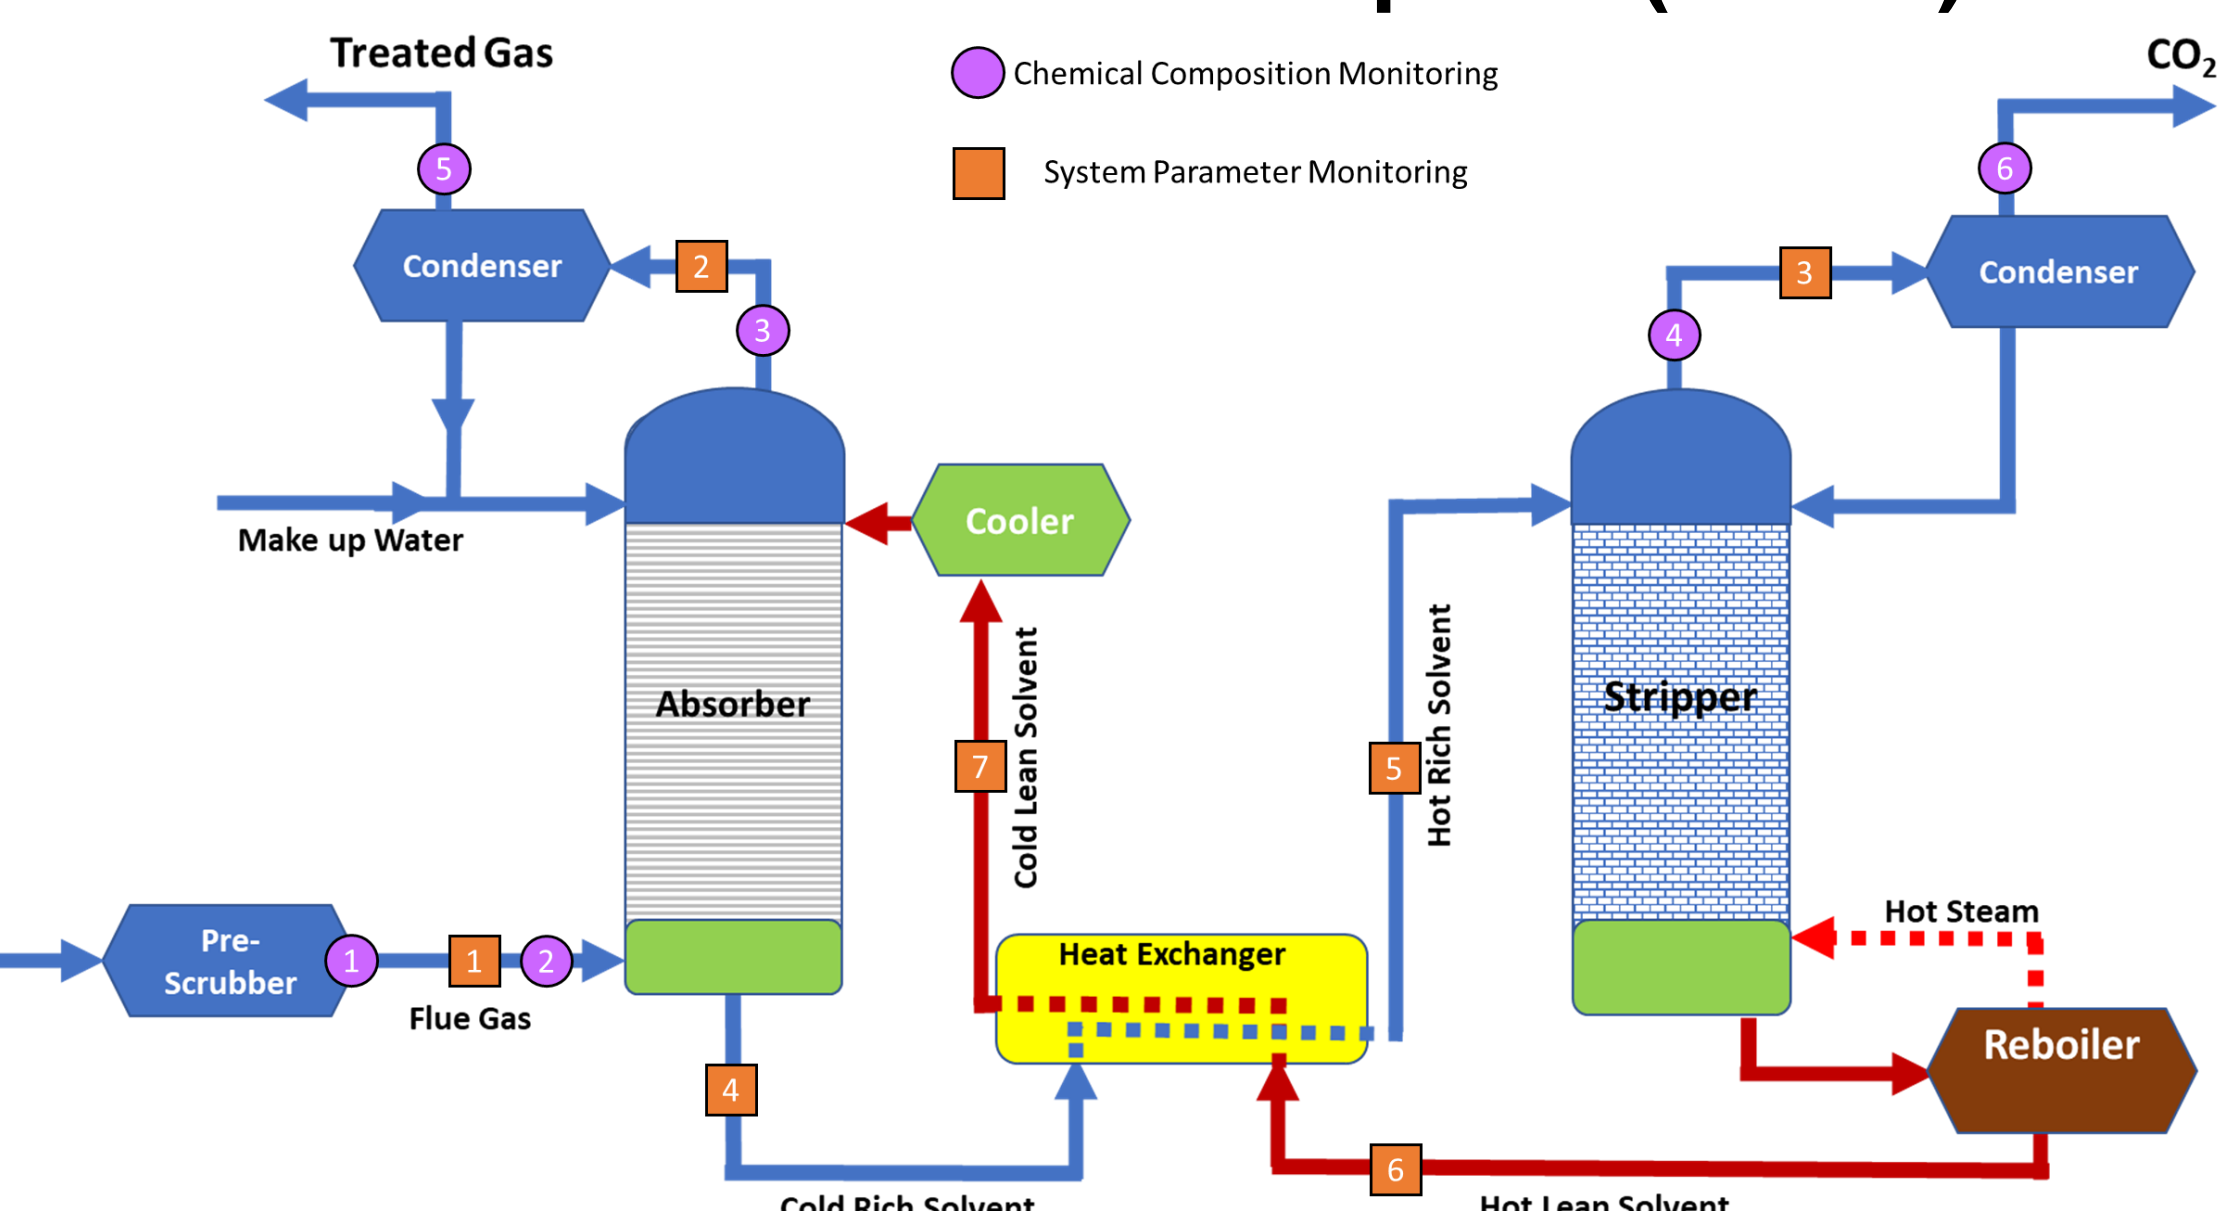 Treated Gas
Chemical Composition Monitoring
CO2
System Parameter Monitoring
5
6
Condenser
2
3
Condenser
3
4
Cooler
Make up Water
Absorber
Stripper
7
Cold Lean Solvent
5
Hot Rich Solvent
Pre-
Scrubber
1
1
2
Flue Gas
Heat Exchanger
Hot Steam
Reboiler
4
6
Cold Rich Solvent
Hot Lean Solvent